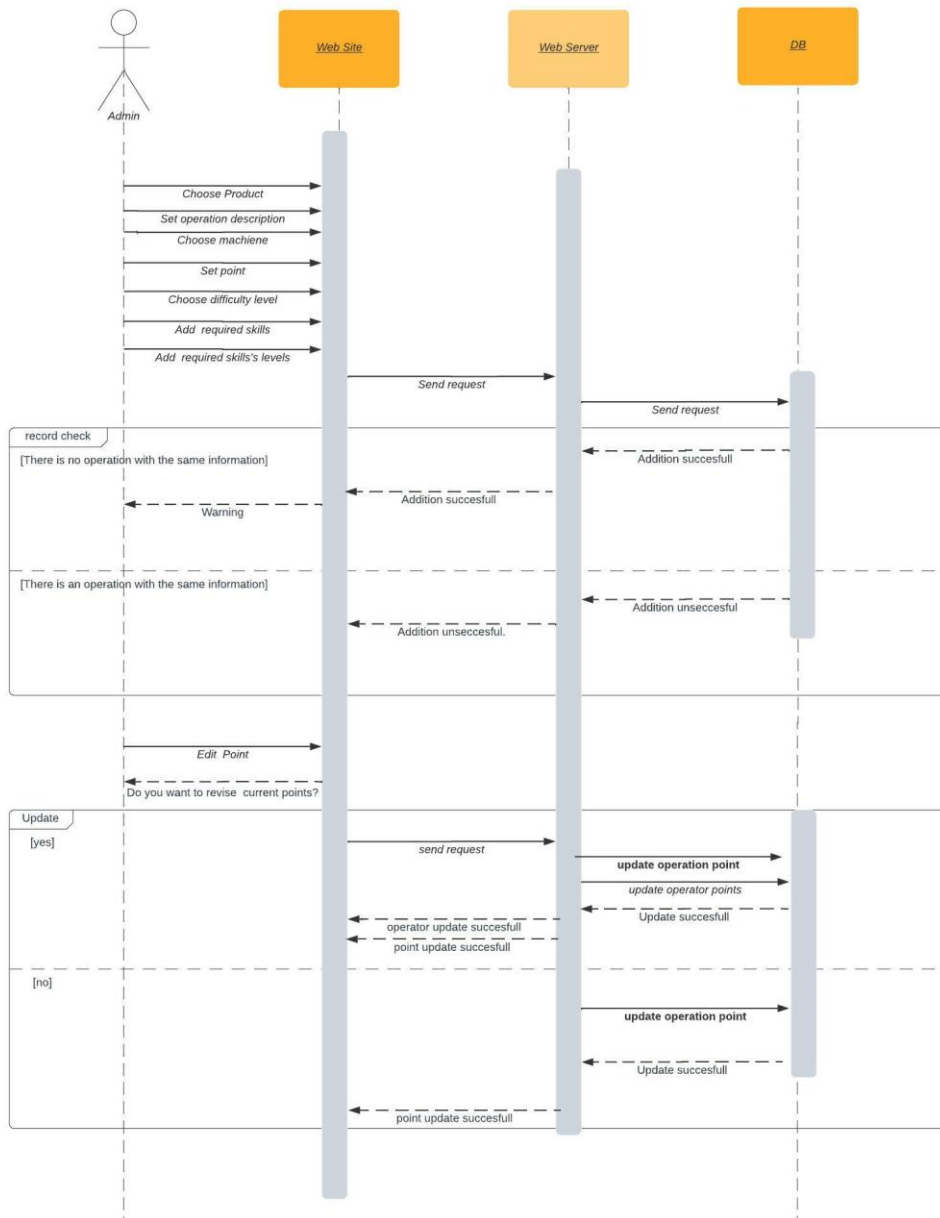 Web Site
Web Server
DB
Admin
Choose Product
Set operation description
Choose machiene
Set point
Choose difficulty level
Add required skills
Add required skills's levels
Send request
Send request
record check
[There is no operation with the same information]
Addition succesfull
Addition succesfull
Warning
[There is an operation with the same information]
Addition unseccesful
Addition unseccesful.
Edit Point
Do you want to revise current points?
Update
[yes]
send request
update operation point
update operator points
Update succesfull
operator update succesfull
point update succesfull
[no]
update operation point
Update succesfull
point update succesfull